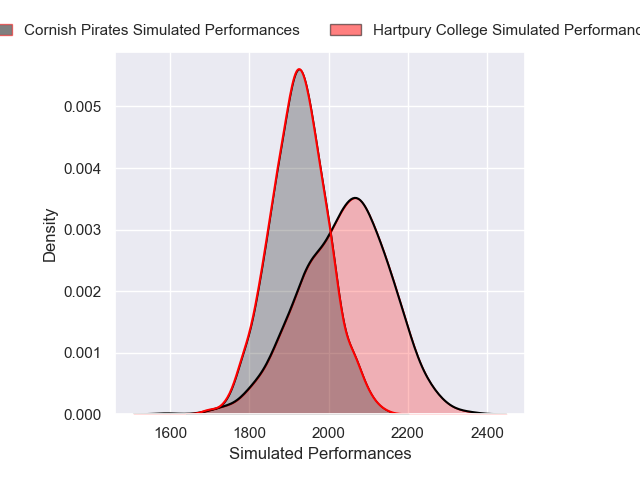 Cornish Pirates Simulated Performances
Hartpury College Simulated
Density
0.005
0.004
0.003
0.002
0.001
0.000
1600 1800 2000 2200 2400
Simulated Performances